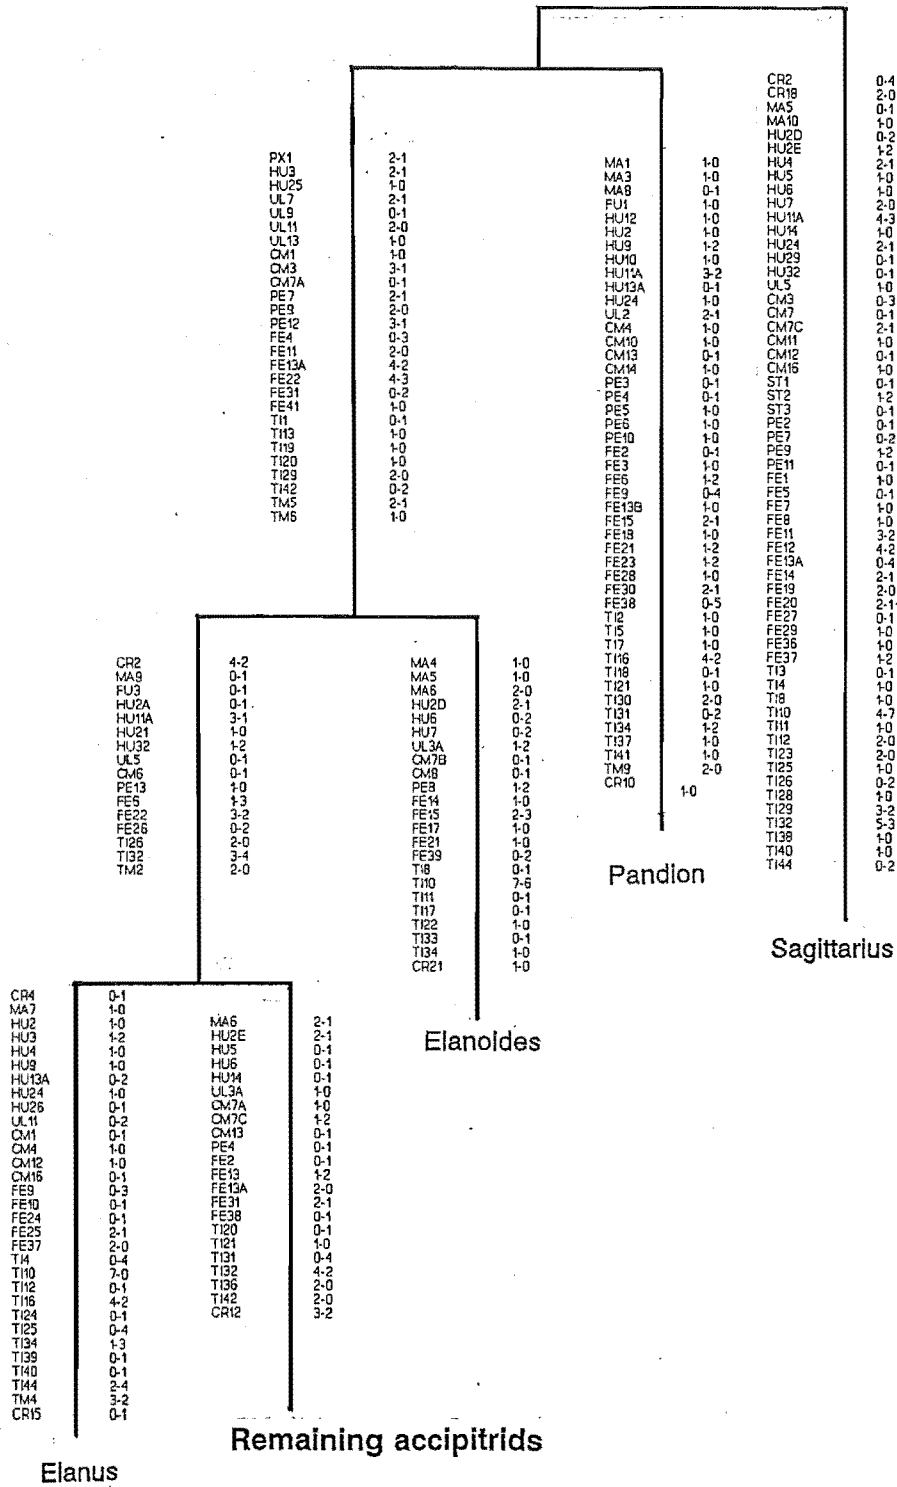 CR2 0-4
CR18 2-0
MA5 0-1
MA10 1-0
HU2D 0-2
HU2E 1-2
HU4 2-1
HU5 1-0
HU6 1-0
HU7 2-0
HU11A 4-3
HU14 1-0
HU24 2-1
HU29 0-1
HU32 0-1
UL5 1-0
CM3 0-3
CM7 0-1
CM7C 2-1
CM11 1-0
CM12 0-1
CM16 1-0
ST1 0-1
ST2 1-2
ST3 0-1
PE2 0-1
PE7 0-2
PE9 1-2
PE11 0-1
FE1 1-0
FE5 0-1
FE7 1-0
FE8 1-0
FE11 3-2
FE12 4-2
FE13A 0-4
FE14 2-1
FE19 2-0
FE20 2-1
FE27 0-1
FE29 1-0
FE36 1-0
FE37 1-2
TI3 0-1
TI4 1-0
TI8 1-0
TI10 4-7
TI11 1-0
TI12 2-0
TI23 2-0
TI25 1-0
TI26 0-2
TI28 1-0
TI29 3-2
TI32 5-3
TI38 1-0
TI40 1-0
TI44 0-2
Sagittarius
MA1 1-0
MA3 1-0
MA8 0-1
FU1 1-0
HU12 1-0
HU2 1-0
HU9 1-2
HU10 1-0
HU11A 3-2
HU13A 0-1
HU24 1-0
UL2 2-1
CM4 1-0
CM10 1-0
CM13 0-1
CM14 1-0
PE3 0-1
PE4 0-1
PE5 1-0
PE6 1-0
PE10 1-0
FE2 0-1
FE3 1-0
FE6 1-2
FE9 0-4
FE13B 1-0
FE15 2-1
FE18 1-0
FE21 1-2
FE23 1-2
FE28 1-0
FE30 2-1
FE38 0-5
TI2 1-0
TI5 1-0
TI7 1-0
TI16 4-2
TI18 0-1
TI21 1-0
TI30 2-0
TI31 0-2
TI34 1-2
TI37 1-0
TI41 1-0
TM9 2-0
CR10 1-0
Pandion
PX1 2-1
HU3 2-1
HU25 1-0
UL7 2-1
UL9 0-1
UL11 2-0
UL13 1-0
CM1 1-0
CM3 3-1
CM7A 0-1
PE7 2-1
PE9 2-0
PE12 3-1
FE4 0-3
FE11 2-0
FE13A 4-2
FE22 4-3
FE31 0-2
FE41 1-0
TI1 0-1
TI13 1-0
TI19 1-0
TI20 1-0
TI29 2-0
TI42 0-2
TM5 2-1
TM6 1-0
CR2 4-2
MA9 0-1
FU3 0-1
HU2A 0-1
HU11A 3-1
HU21 1-0
HU32 1-2
UL5 0-1
CM6 0-1
PE13 1-0
FE6 1-3
FE22 3-2
FE26 0-2
TI26 2-0
TI32 3-4
TM2 2-0
MA4 1-0
MA5 1-0
MA6 2-0
HU2D 2-1
HU6 0-2
HU7 0-2
UL3A 1-2
CM7B 0-1
CM8 0-1
PE8 1-2
FE14 1-0
FE15 2-3
FE17 1-0
FE21 1-0
FE39 0-2
TI8 0-1
TI10 7-6
TI11 0-1
TI17 0-1
TI22 1-0
TI33 0-1
TI34 1-0
CR21 1-0
Elanoides
CR4 0-1
MA7 1-0
HU2 1-0
HU3 1-2
HU4 1-0
HU9 1-0
HU13A 0-2
HU24 1-0
HU26 0-1
UL11 0-2
CM1 0-1
CM4 1-0
CM12 1-0
CM16 0-1
FE9 0-3
FE10 0-1
FE24 0-1
FE25 2-1
FE37 2-0
TI4 0-4
TI10 7-0
TI12 0-1
TI16 4-2
TI24 0-1
TI25 0-4
TI34 1-3
TI39 0-1
TI40 0-1
TI44 2-4
TM4 3-2
CR15 0-1
Elanus
MA6 2-1
HU2E 2-1
HU5 0-1
HU6 0-1
HU14 0-1
UL3A 1-0
CM7A 1-0
CM7C 1-2
CM13 0-1
PE4 0-1
FE2 0-1
FE13 1-2
FE13A 2-0
FE31 2-1
FE38 0-1
TI20 0-1
TI21 1-0
TI31 0-4
TI32 4-2
TI36 2-0
TI42 2-0
CR12 3-2
Remaining accipitrids